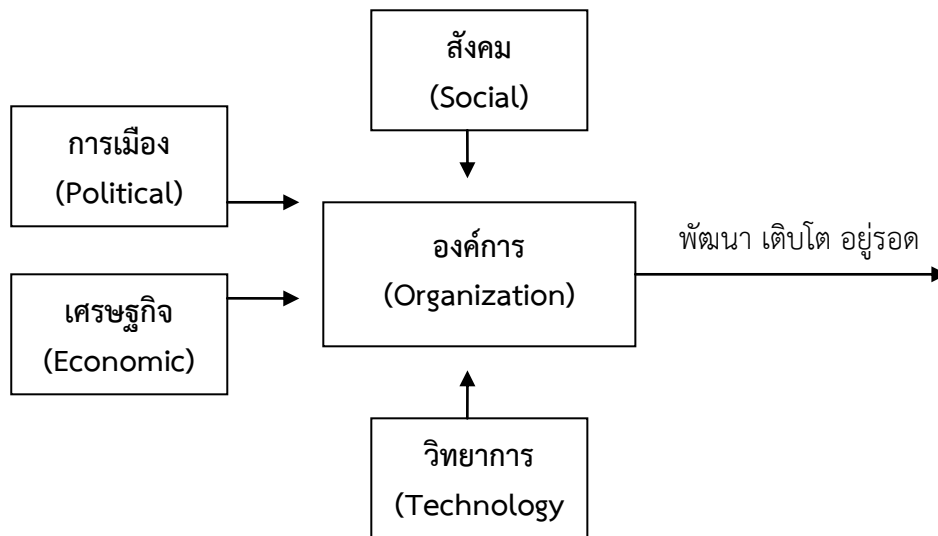 สังคม
(Social)
การเมือง
(Political)
องค์การ
(Organization)
พัฒนา เติบโต อยู่รอด
เศรษฐกิจ
(Economic)
วิทยาการ
(Technology